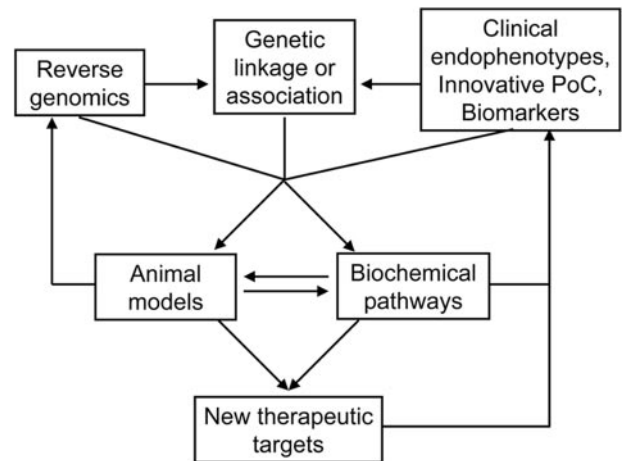 Reverse
genomics
Genetic
linkage or
association
Clinical
endophenotypes,
Innovative PoC,
Biomarkers
Animal
models
Biochemical
pathways
New therapeutic
targets